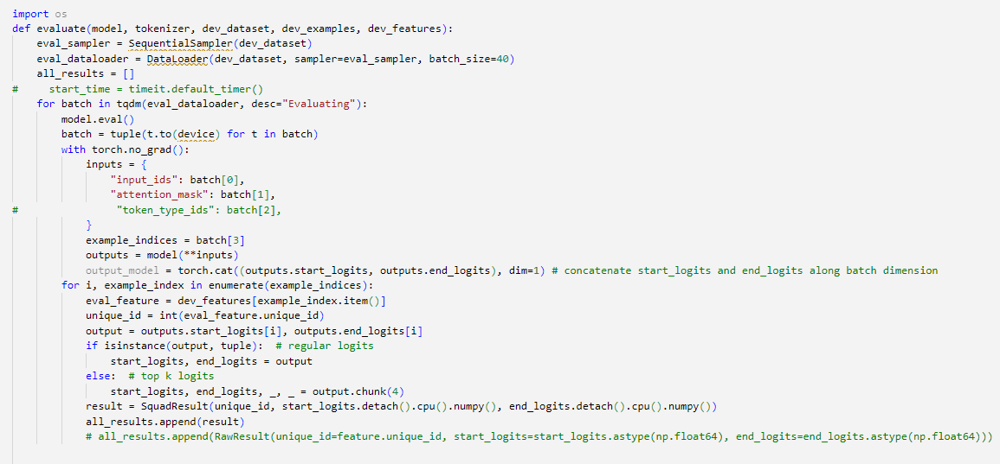 import os
def evaluate(model, tokenizer, dev_dataset, dev_examples, dev_features):
    eval_sampler = SequentialSampler(dev_dataset)
    eval_dataloader = DataLoader(dev_dataset, sampler=eval_sampler, batch_size=40)
    all_results = []
#     start_time = timeit.default_timer()
    for batch in tqdm(eval_dataloader, desc="Evaluating"):
        model.eval()
        batch = tuple(t.to(device) for t in batch)
        with torch.no_grad():
            inputs = {
                "input_ids": batch[0],
                "attention_mask": batch[1],
#                "token_type_ids": batch[2],
            }
            example_indices = batch[3]
            outputs = model(**inputs)
            output_model = torch.cat((outputs.start_logits, outputs.end_logits), dim=1) # concatenate start_logits and end_logits along batch dimension
        for i, example_index in enumerate(example_indices):
            eval_feature = dev_features[example_index.item()]
            unique_id = int(eval_feature.unique_id)
            output = outputs.start_logits[i], outputs.end_logits[i]
            if isinstance(output, tuple):  # regular logits
                start_logits, end_logits = output
            else:  # top k logits
                start_logits, end_logits, _, _ = output.chunk(4)
            result = SquadResult(unique_id, start_logits.detach().cpu().numpy(), end_logits.detach().cpu().numpy())
            all_results.append(result)
            # all_results.append(RawResult(unique_id=feature.unique_id, start_logits=start_logits.astype(np.float64), end_logits=end_logits.astype(np.float64)))